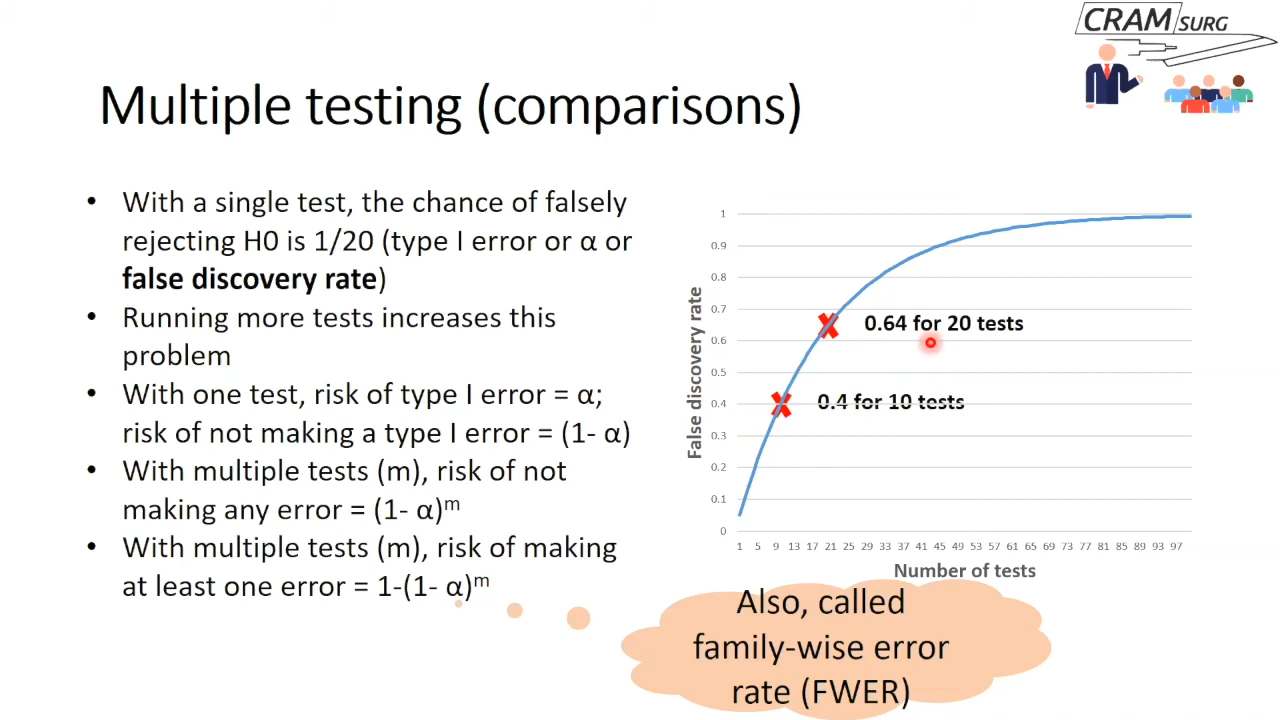 CRAMSURG
Multiple testing (comparisons)
• With a single test, the chance of falsely
rejecting H0 is 1/20 (type I error or α or
false discovery rate)
• Running more tests increases this
problem
• With one test, risk of type I error = α;
risk of not making a type I error = (1- α)
• With multiple tests (m), risk of not
making any error = (1- α)ᵐ
• With multiple tests (m), risk of making
at least one error = 1-(1- α)ᵐ
False discovery rate
1
0.9
0.8
0.7
0.6
0.5
0.4
0.3
0.2
0.1
0
0.64 for 20 tests
0.4 for 10 tests
1 5 9 13 17 21 25 29 33 37 41 45 49 53 57 61 65 69 73 77 81 85 89 93 97
Number of tests
Also, called
family-wise error
rate (FWER)